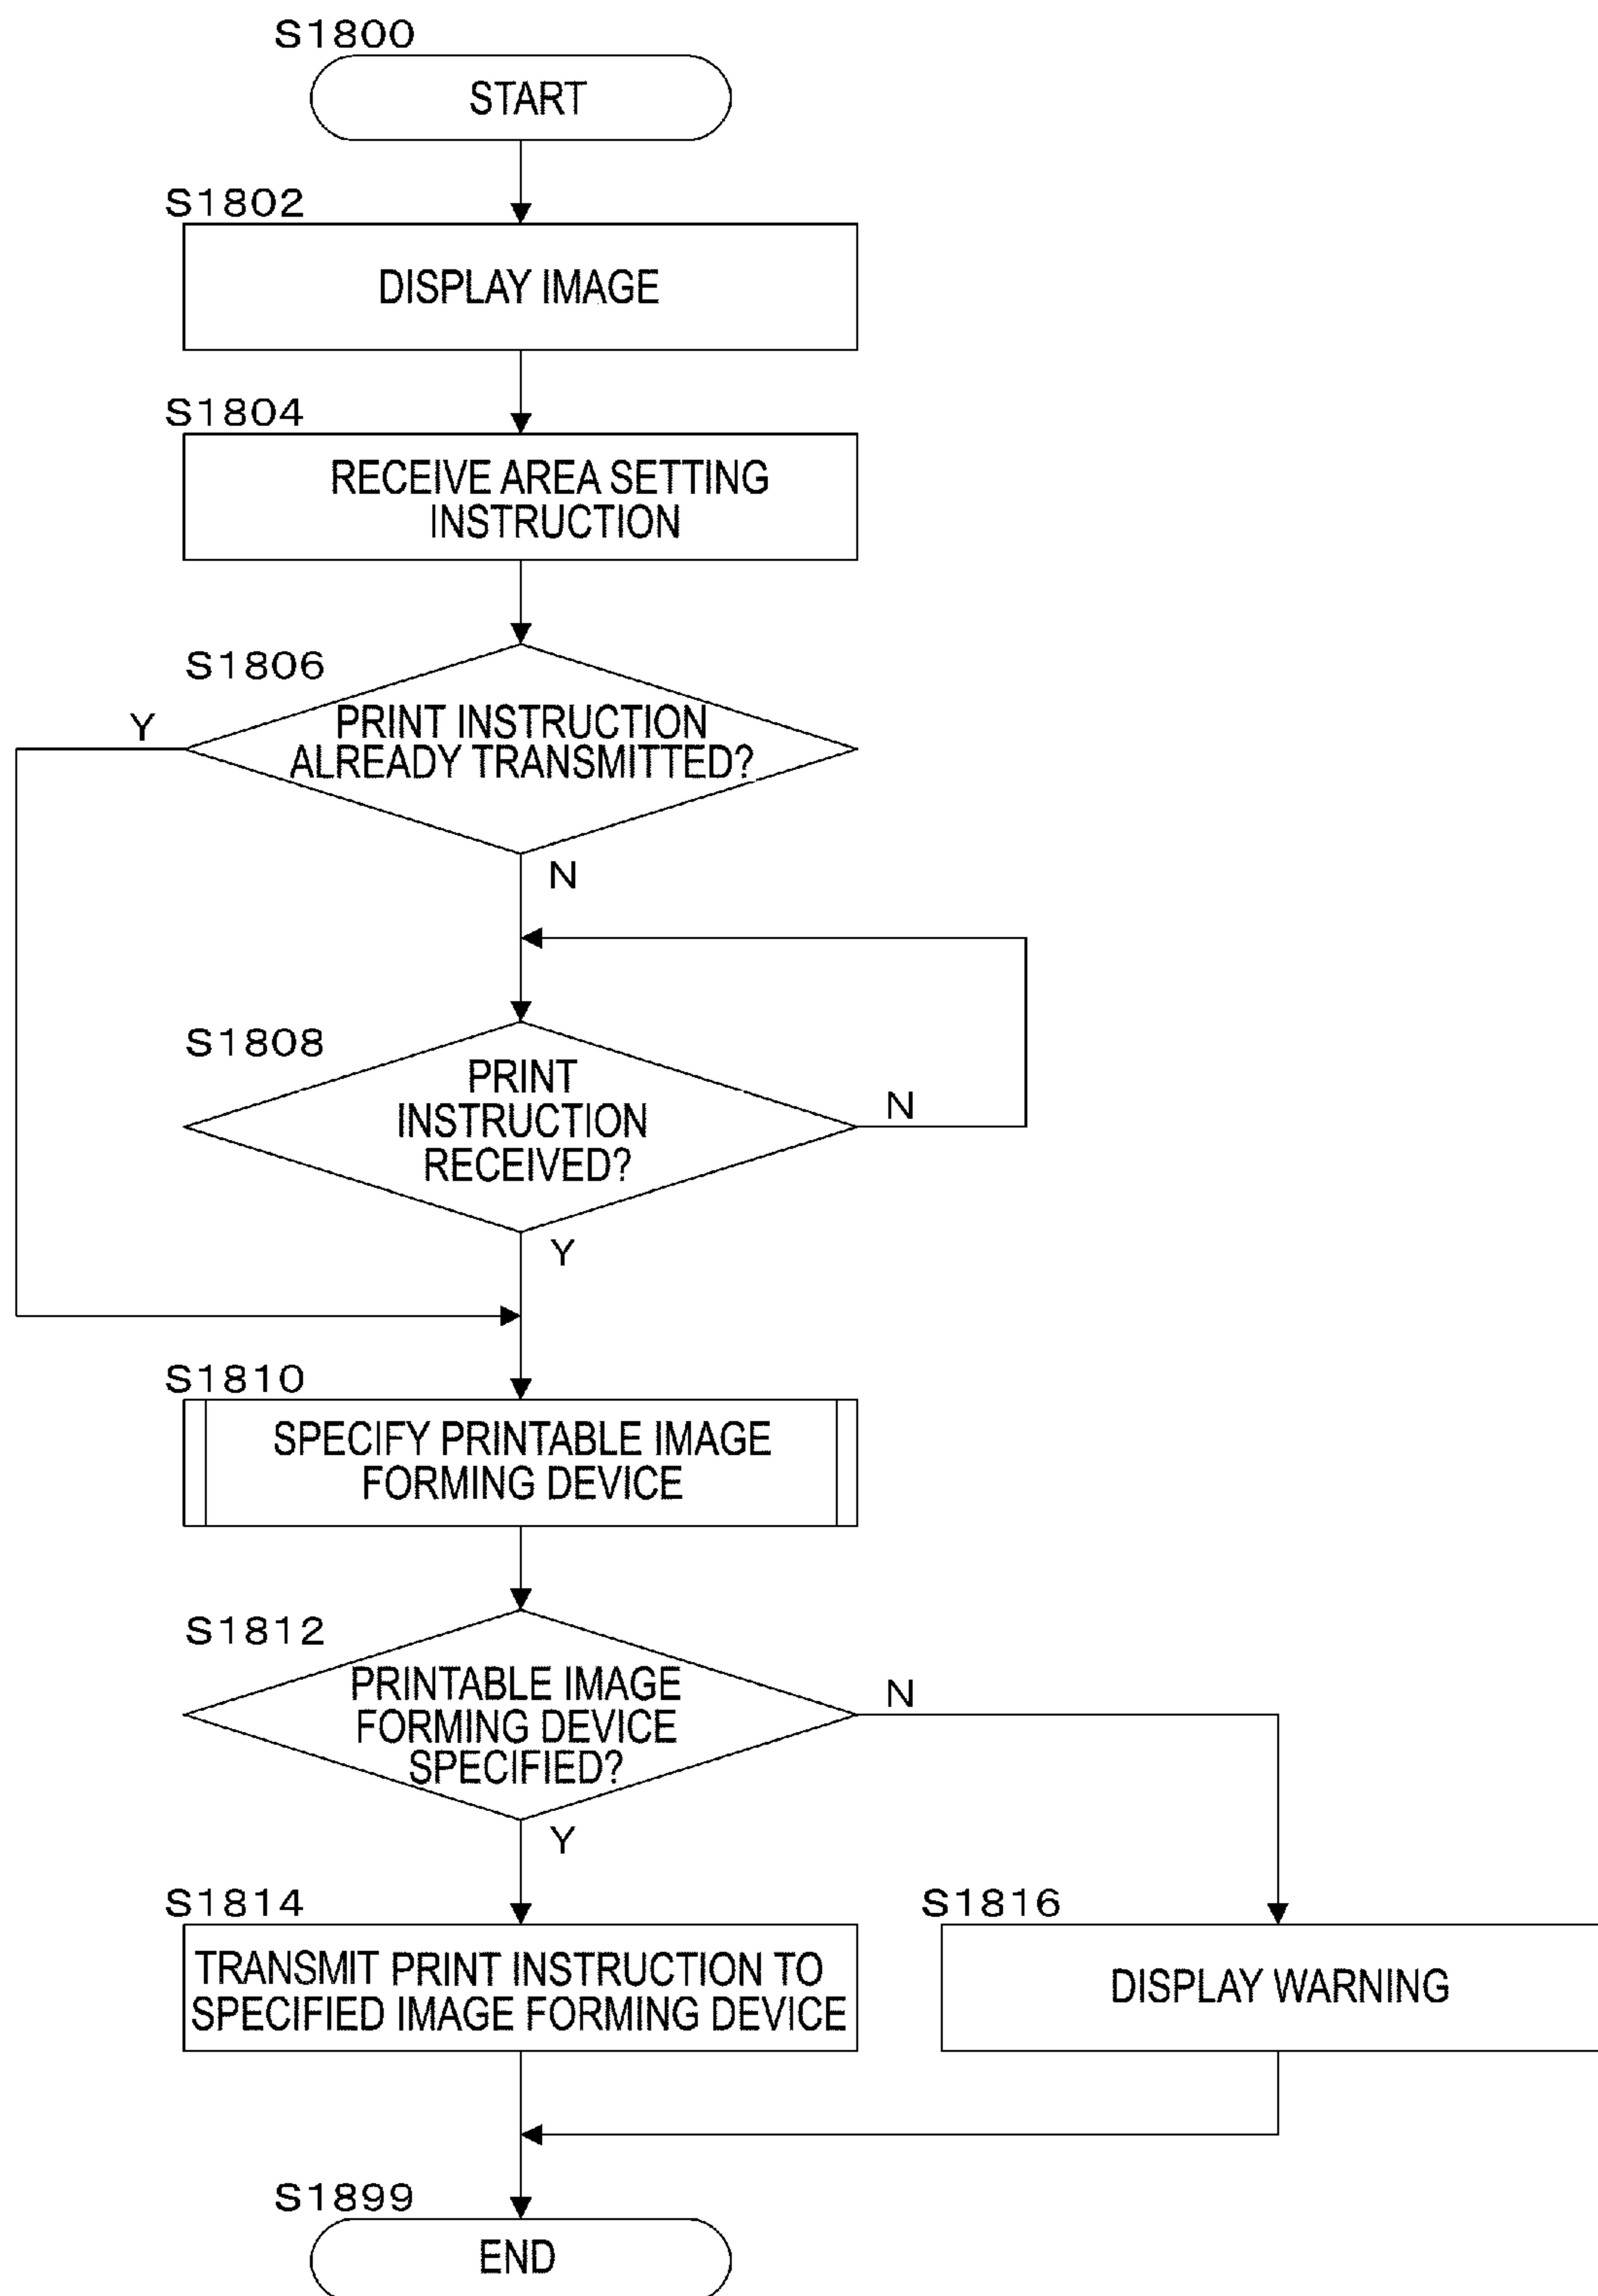 S1800
START
S1802
DISPLAY IMAGE
S1804
RECEIVE AREA SETTING
INSTRUCTION
S1806
Y
PRINT INSTRUCTION
ALREADY TRANSMITTED?
N
S1808
PRINT
INSTRUCTION
RECEIVED?
N
Y
S1810
SPECIFY PRINTABLE IMAGE
FORMING DEVICE
S1812
PRINTABLE IMAGE
FORMING DEVICE
SPECIFIED?
N
Y
S1814
TRANSMIT PRINT INSTRUCTION TO
SPECIFIED IMAGE FORMING DEVICE
S1816
DISPLAY WARNING
S1899
END